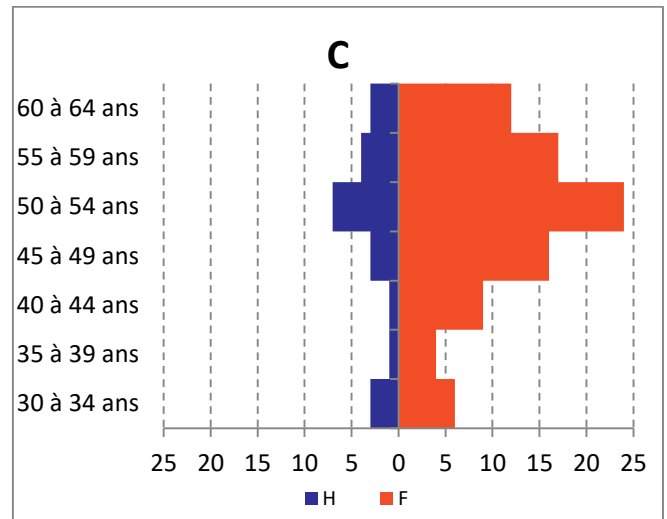 C
60 à 64 ans
55 à 59 ans
50 à 54 ans
45 à 49 ans
40 à 44 ans
35 à 39 ans
30 à 34 ans
25 20 15 10 5 0 5 10 15 20 25
H F